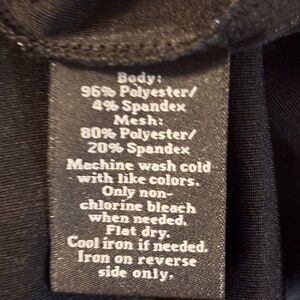 Body:
96% Polyester/
4% Spandex
Mesh:
80% Polyester/
20% Spandex
Machine wash cold
with like colors.
Only non-
chlorine bleach
when needed.
Flat dry.
Cool iron if needed.
Iron on reverse
side only.